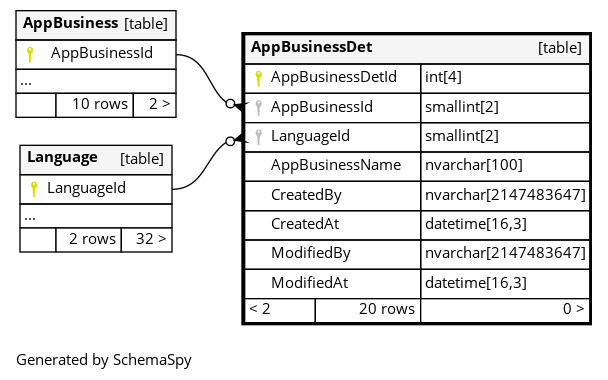 AppBusiness [table]
AppBusinessId
...
10 rows 2 >
Language [table]
LanguageId
...
2 rows 32 >
AppBusinessDet [table]
AppBusinessDetId int[4]
AppBusinessId smallint[2]
LanguageId smallint[2]
AppBusinessName nvarchar[100]
CreatedBy nvarchar[2147483647]
CreatedAt datetime[16,3]
ModifiedBy nvarchar[2147483647]
ModifiedAt datetime[16,3]
< 2 20 rows 0 >
Generated by SchemaSpy